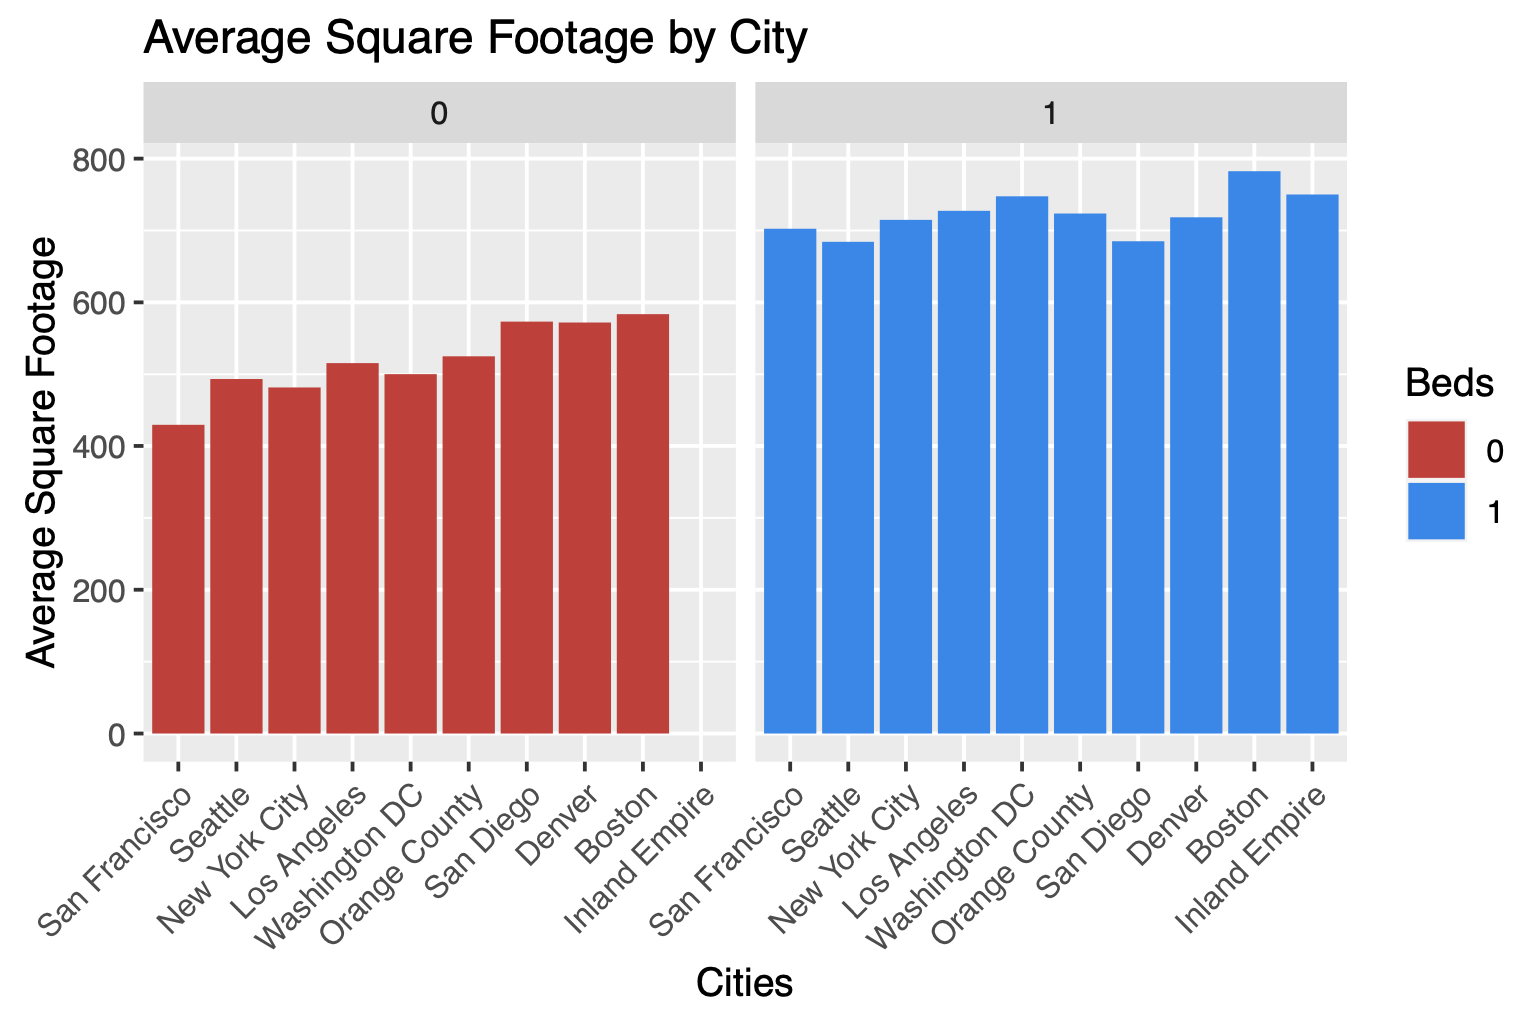 Average Square Footage by City
0
1
Average Square Footage
800
600
400
200
0
San Francisco
Seattle
New York City
Los Angeles
Washington DC
Orange County
San Diego
Denver
Boston
Inland Empire
San Francisco
Seattle
New York City
Los Angeles
Washington DC
Orange County
San Diego
Denver
Boston
Inland Empire
Cities
Beds
0
1